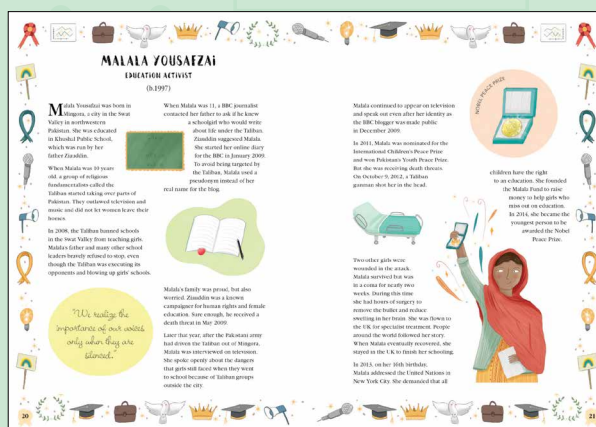 MALALA YOUSAFZAI
EDUCATION ACTIVIST
(b.1997)
Malala Yousafzai was born in
Mingora, a city in the Swat
Valley in northwestern
Pakistan. She was educated
in Khushal Public School,
which was run by her
father Ziauddin.
When Malala was 10 years
old, a group of religious
fundamentalists called the
Taliban started taking over parts of
Pakistan. They outlawed television and
music and did not let women leave their
homes.
In 2008, the Taliban banned schools
in the Swat Valley from teaching girls.
Malala's father and many other school
leaders bravely refused to stop, even
though the Taliban was executing its
opponents and blowing up girls' schools.
"We realize the
importance of our voices
only when they are
silenced."
When Malala was 11, a BBC journalist
contacted her father to ask if he knew
a schoolgirl who would write
about life under the Taliban.
Ziauddin suggested Malala.
She started her online diary
for the BBC in January 2009.
To avoid being targeted by
the Taliban, Malala used a
pseudonym instead of her
real name for the blog.
Malala's family was proud, but also
worried. Ziauddin was a known
campaigner for human rights and female
education. Sure enough, he received a
death threat in May 2009.
Later that year, after the Pakistani army
had driven the Taliban out of Mingora,
Malala was interviewed on television.
She spoke openly about the dangers
that girls still faced when they went
to school because of Taliban groups
outside the city.
20
Malala continued to appear on television
and speak out even after her identity as
the BBC blogger was made public
in December 2009.
In 2011, Malala was nominated for the
International Children's Peace Prize
and won Pakistan's Youth Peace Prize.
But she was receiving death threats.
On October 9, 2012, a Taliban
gunman shot her in the head.
Two other girls were
wounded in the attack.
Malala survived but was
in a coma for nearly two
weeks. During this time
she had hours of surgery to
remove the bullet and reduce
swelling in her brain. She was flown to
the UK for specialist treatment. People
around the world followed her story.
When Malala eventually recovered, she
stayed in the UK to finish her schooling.
In 2013, on her 16th birthday,
Malala addressed the United Nations in
New York City. She demanded that all
NOBEL PEACE PRIZE
children have the right
to an education. She founded
the Malala Fund to raise
money to help girls who
miss out on education.
In 2014, she became the
youngest person to be
awarded the Nobel
Peace Prize.
21